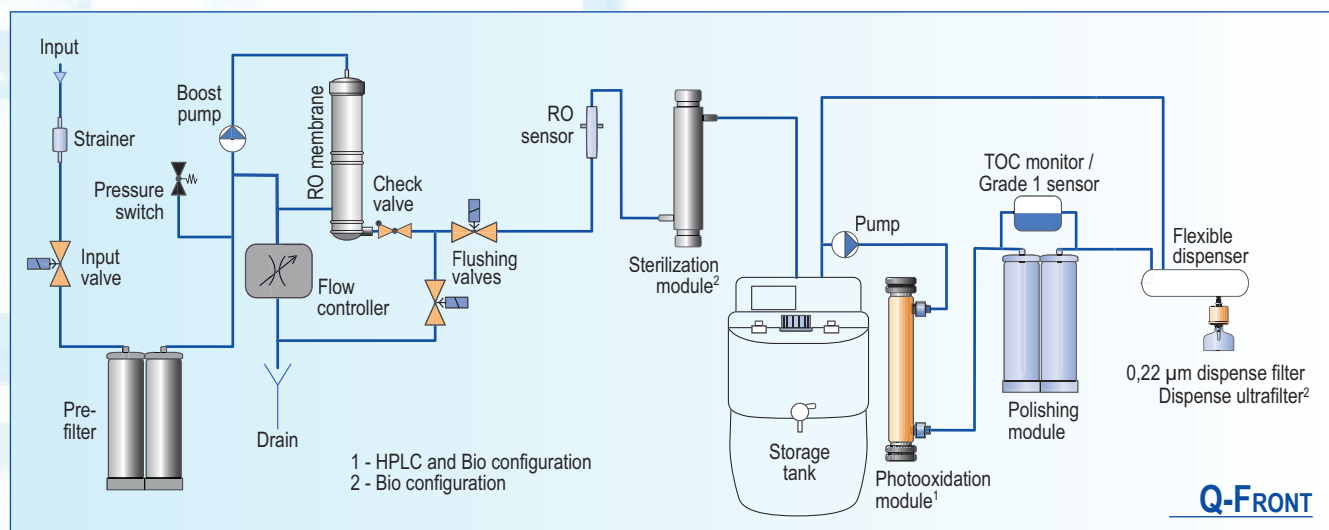 Input
Strainer
Input
valve
Pre-
filter
Pressure
switch
Boost
pump
RO membrane
Flow
controller
Drain
Check
valve
Flushing
valves
1 - HPLC and Bio configuration
2 - Bio configuration
RO
sensor
Sterilization
module²
Storage
tank
Pump
Photooxidation
module¹
TOC monitor /
Grade 1 sensor
Polishing
module
Flexible
dispenser
0,22 µm dispense filter
Dispense ultrafilter²
Q-FRONT